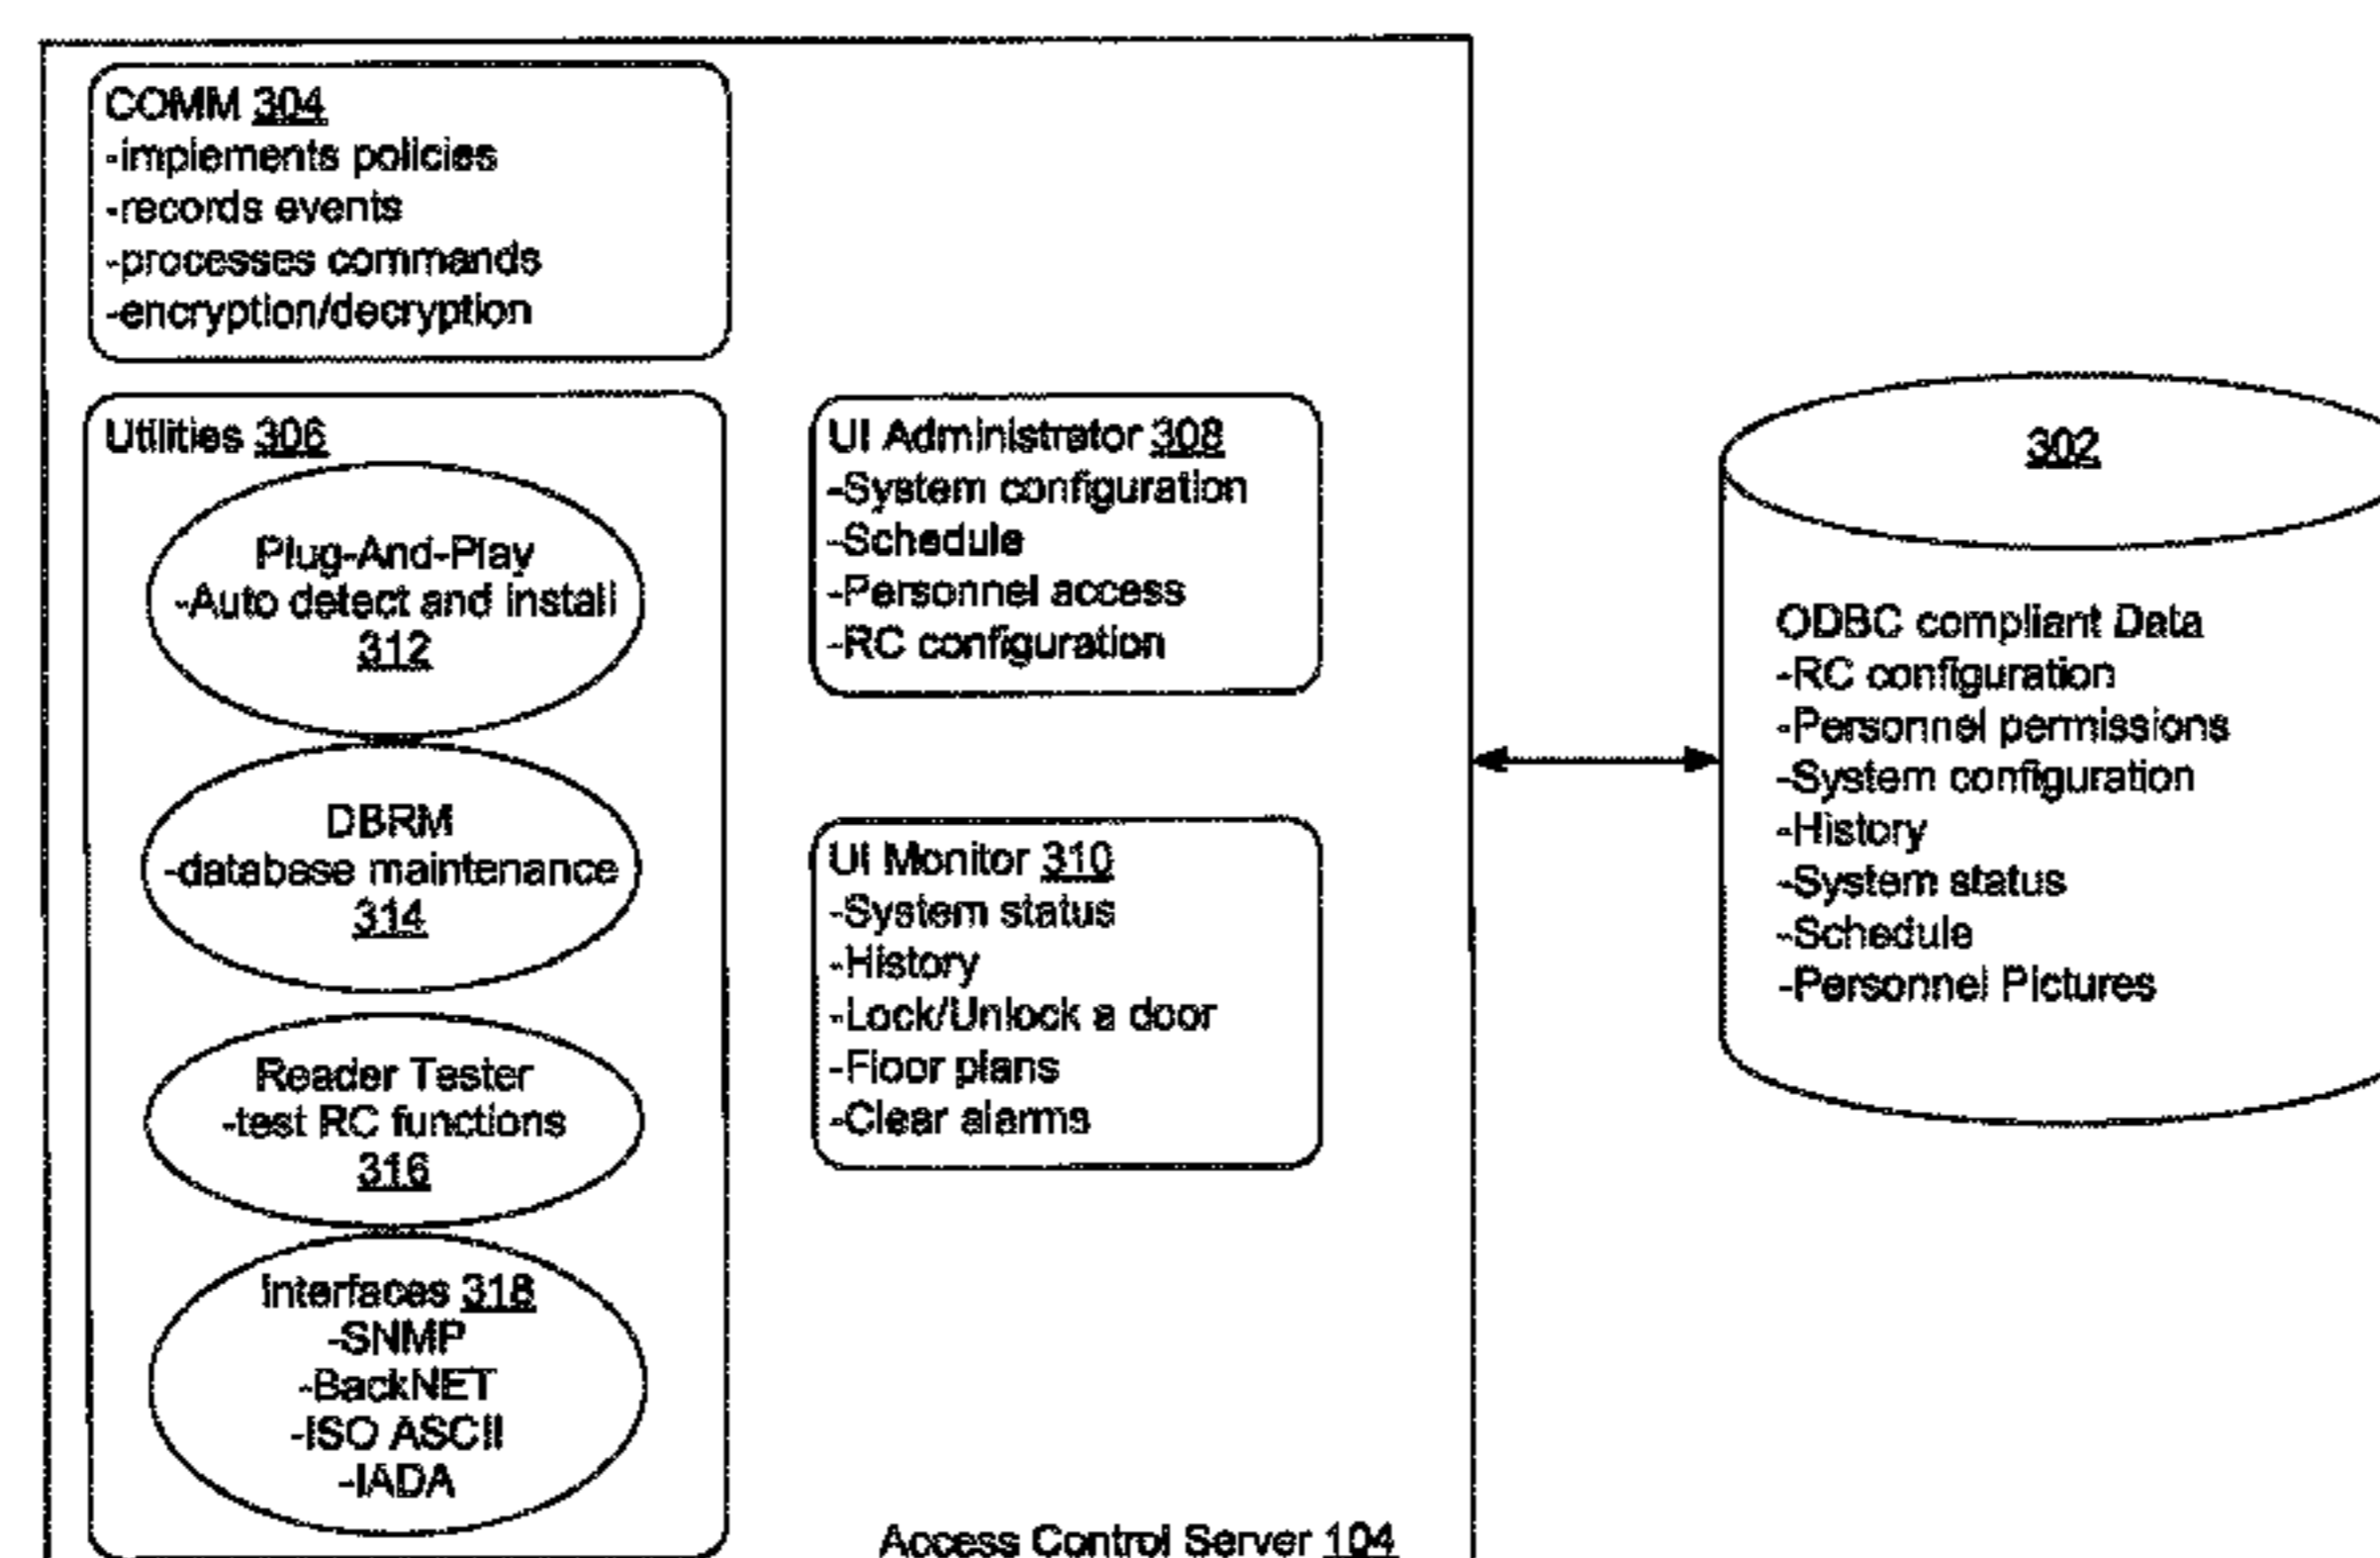 COMM 304
-implements policies
-records events
-processes commands
-encryption/decryption
Utilities 306
Plug-And-Play
-Auto detect and install
312
DBRM
-database maintenance
314
Reader Tester
-test RC functions
316
Interfaces 318
-SNMP
-BackNET
-ISO ASCII
-IADA
UI Administrator 308
-System configuration
-Schedule
-Personnel access
-RC configuration
UI Monitor 310
-System status
-History
-Lock/Unlock a door
-Floor plans
-Clear alarms
Access Control Server 104
302
ODBC compliant Data
-RC configuration
-Personnel permissions
-System configuration
-History
-System status
-Schedule
-Personnel Pictures